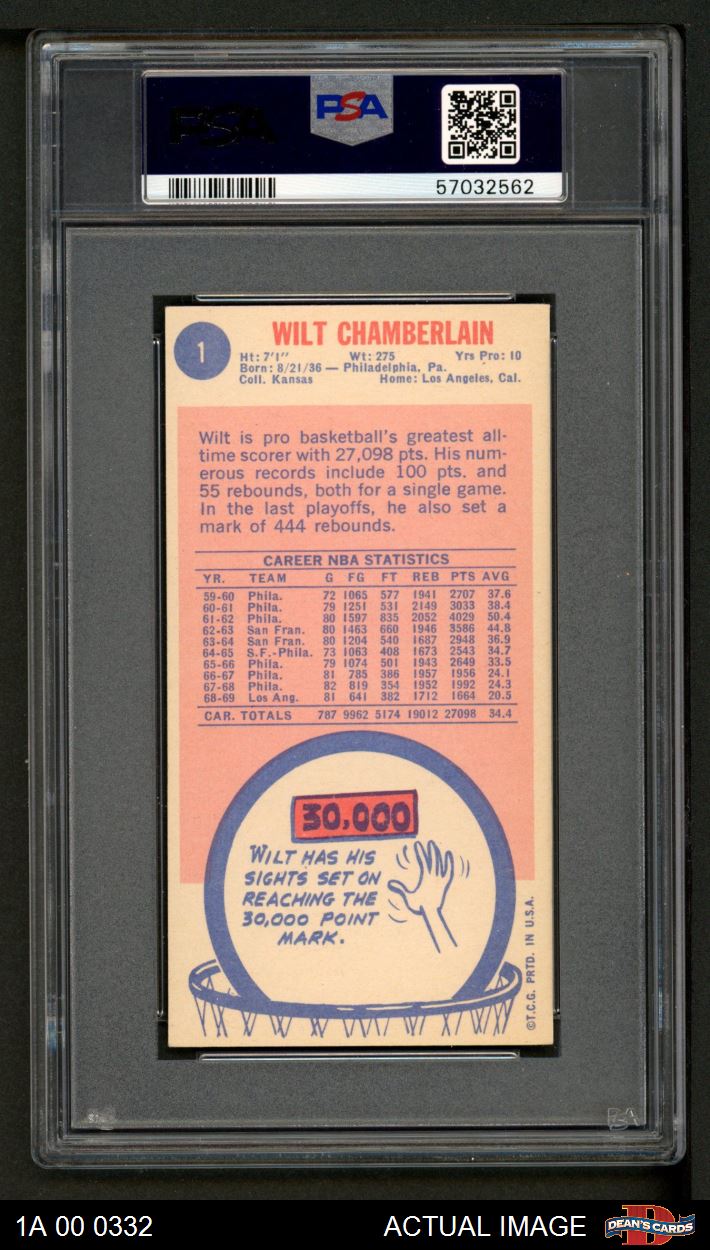 PSA
PSA
57032562
1
WILT CHAMBERLAIN
Ht: 7'1" Wt: 275 Yrs Pro: 10
Born: 8/21/36 — Philadelphia, Pa.
Coll. Kansas Home: Los Angeles, Cal.
Wilt is pro basketball's greatest all-
time scorer with 27,098 pts. His num-
erous records include 100 pts. and
55 rebounds, both for a single game.
In the last playoffs, he also set a
mark of 444 rebounds.
CAREER NBA STATISTICS
YR. TEAM G FG FT REB PTS AVG
59-60 Phila. 72 1065 577 1941 2707 37.6
60-61 Phila. 79 1251 531 2149 3033 38.4
61-62 Phila. 80 1597 835 2052 4029 50.4
62-63 San Fran. 80 1463 660 1946 3586 44.8
63-64 San Fran. 80 1204 540 1687 2948 36.9
64-65 S.F.-Phila. 73 1063 408 1673 2543 34.7
65-66 Phila. 79 1074 501 1943 2649 33.5
66-67 Phila. 81 785 386 1957 1956 24.1
67-68 Phila. 82 819 354 1952 1992 24.3
68-69 Los Ang. 81 641 382 1712 1664 20.5
CAR. TOTALS 787 9962 5174 19012 27098 34.4
30,000
WILT HAS HIS
SIGHTS SET ON
REACHING THE
30,000 POINT
MARK.
©T.C.G. PRTD. IN U.S.A.
PSA
1A 00 0332 ACTUAL IMAGE DEAN'S CARDS